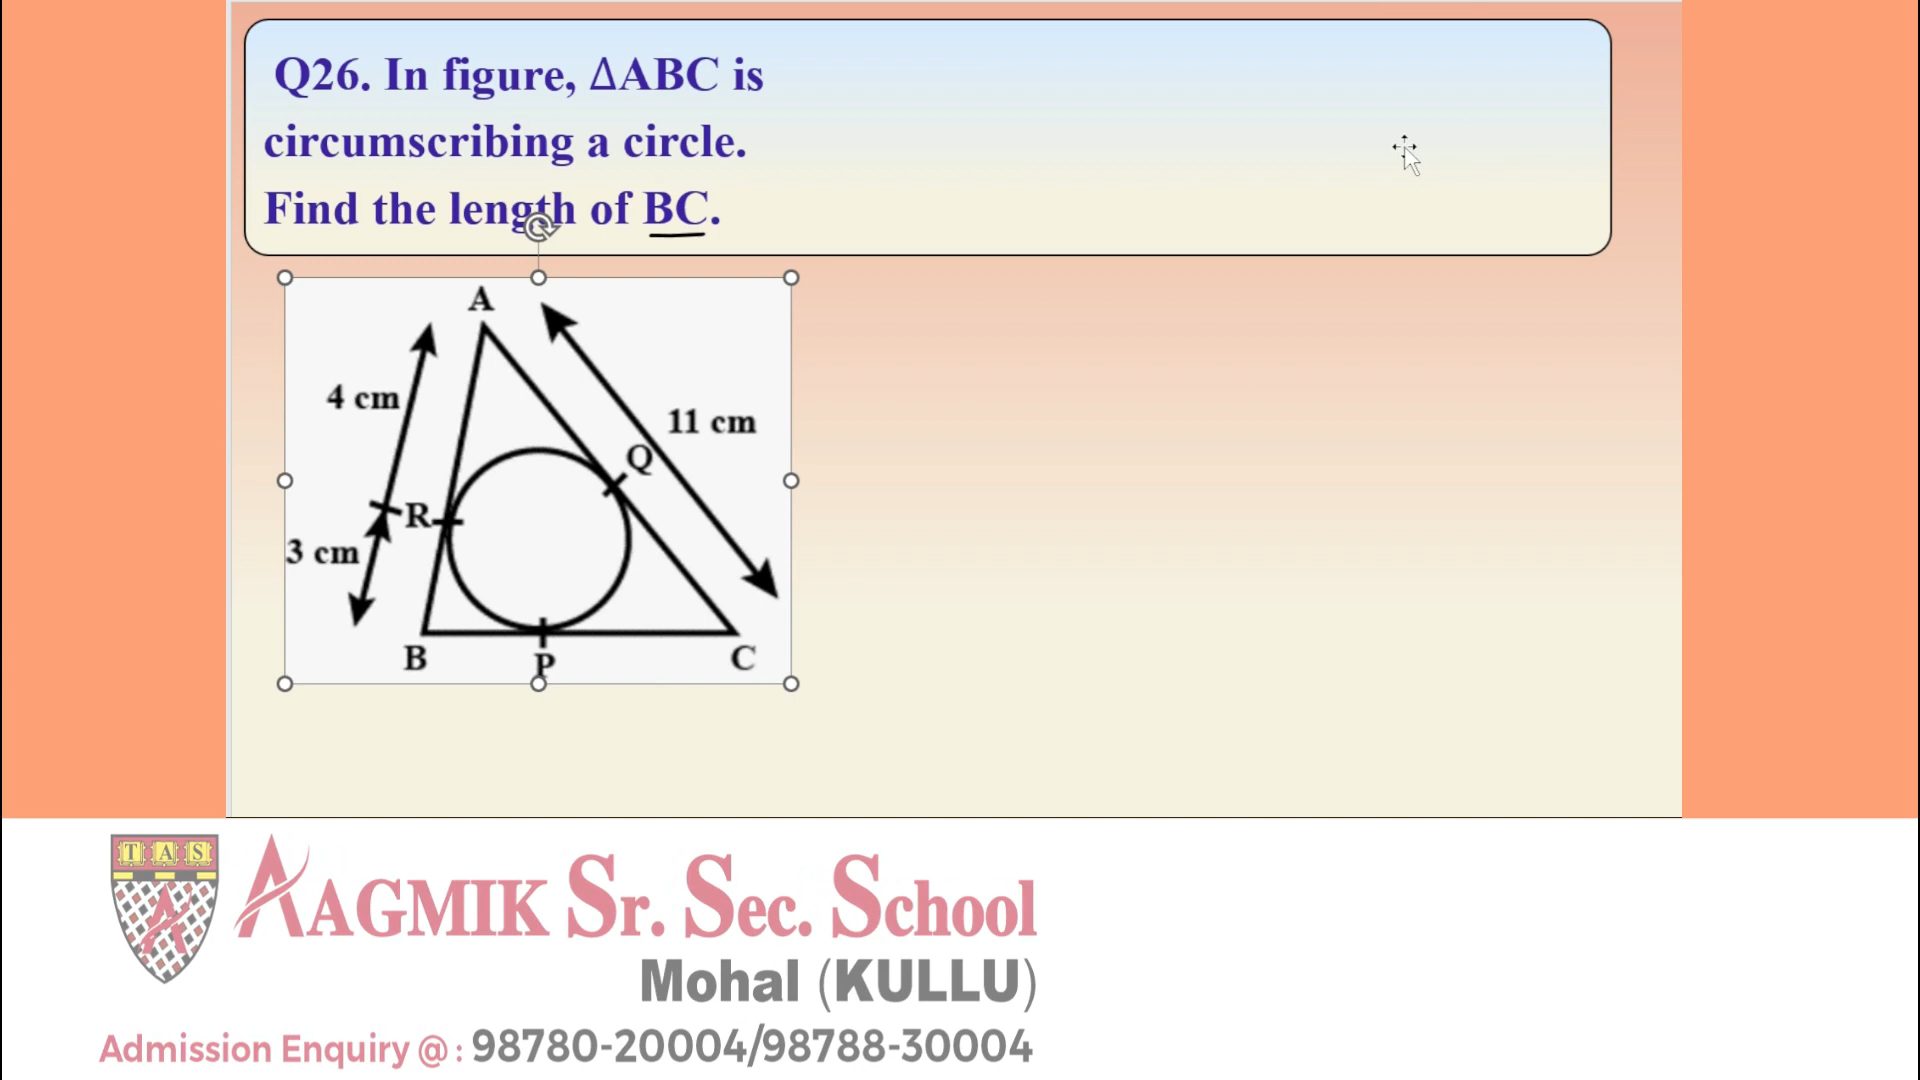 Q26. In figure, ΔABC is
circumscribing a circle.
Find the length of BC.
A
4 cm
11 cm
Q
R
3 cm
B
P
C
T A S
AAGMIK Sr. Sec. School
Mohal (KULLU)
Admission Enquiry @ : 98780-20004/98788-30004